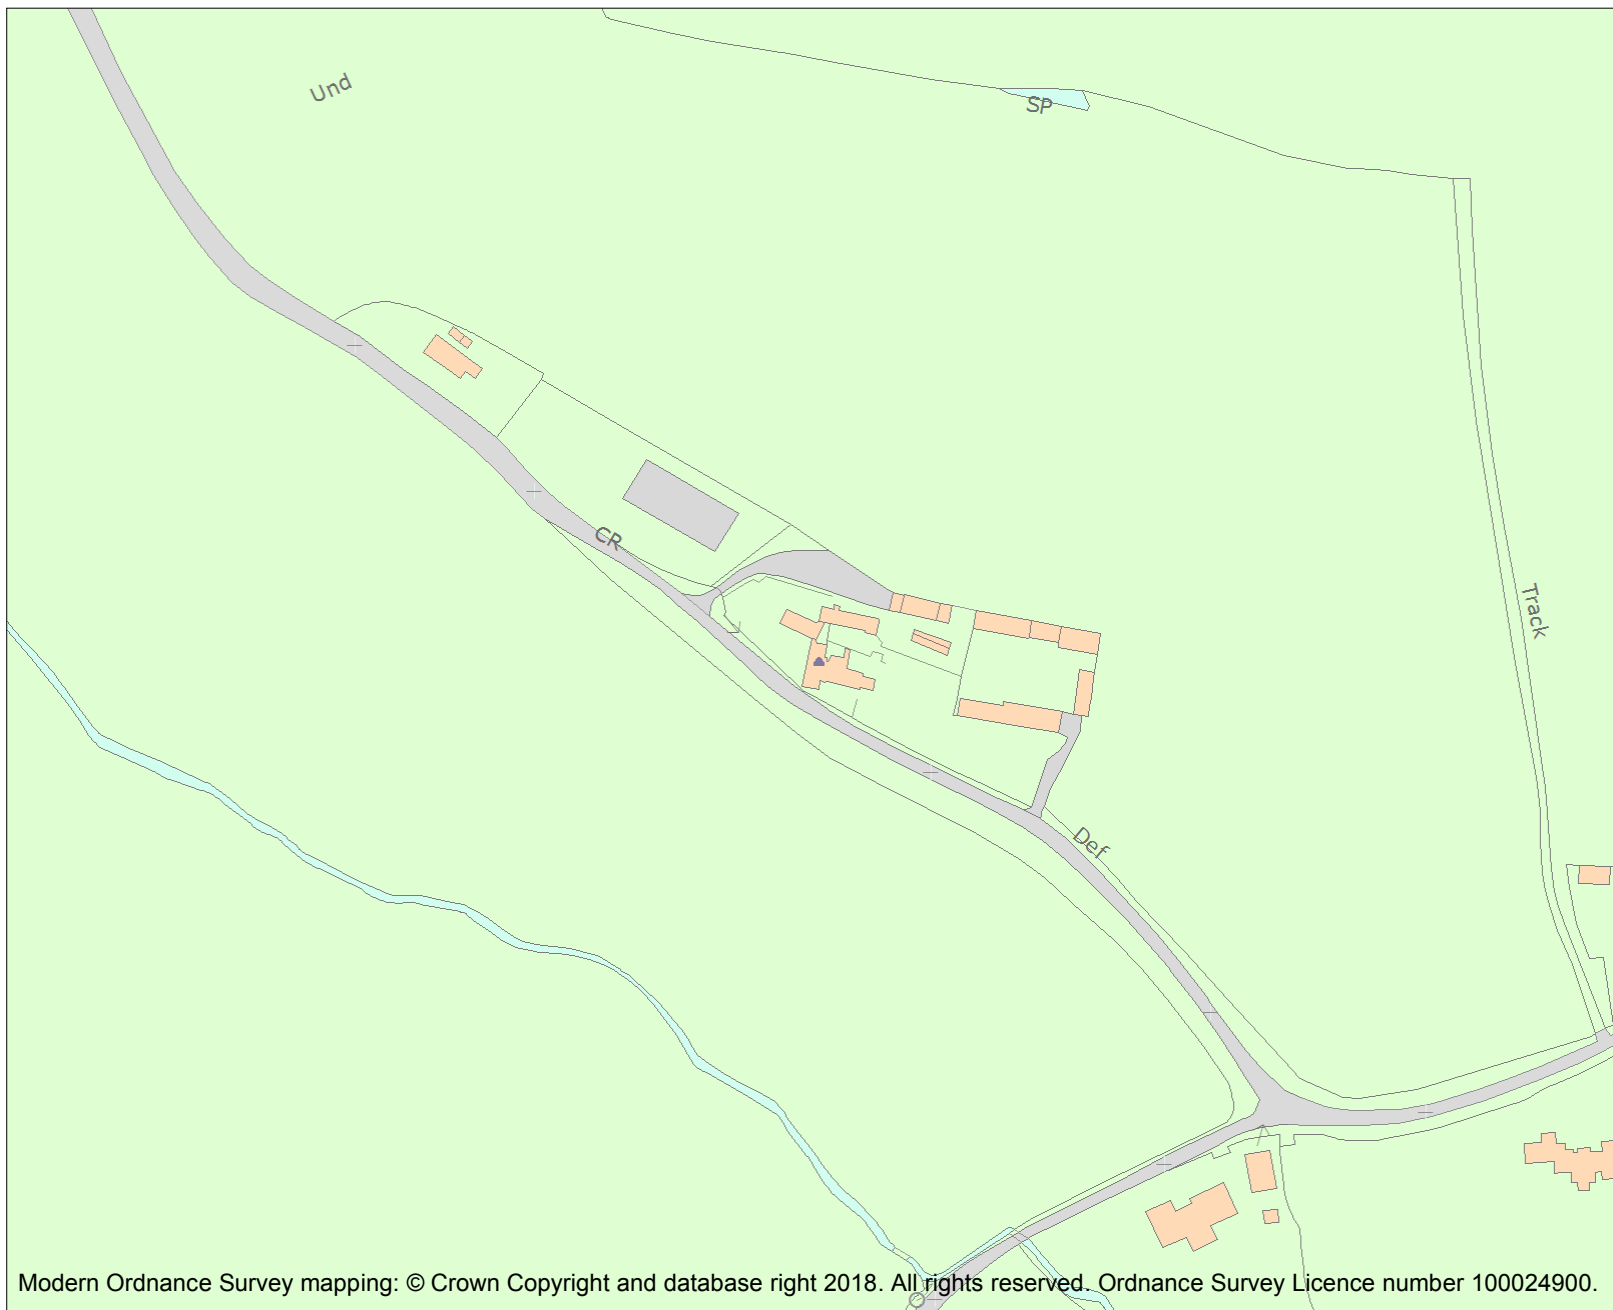 Und
SP
CR
Track
Def
Modern Ordnance Survey mapping: © Crown Copyright and database right 2018. All rights reserved. Ordnance Survey Licence number 100024900.